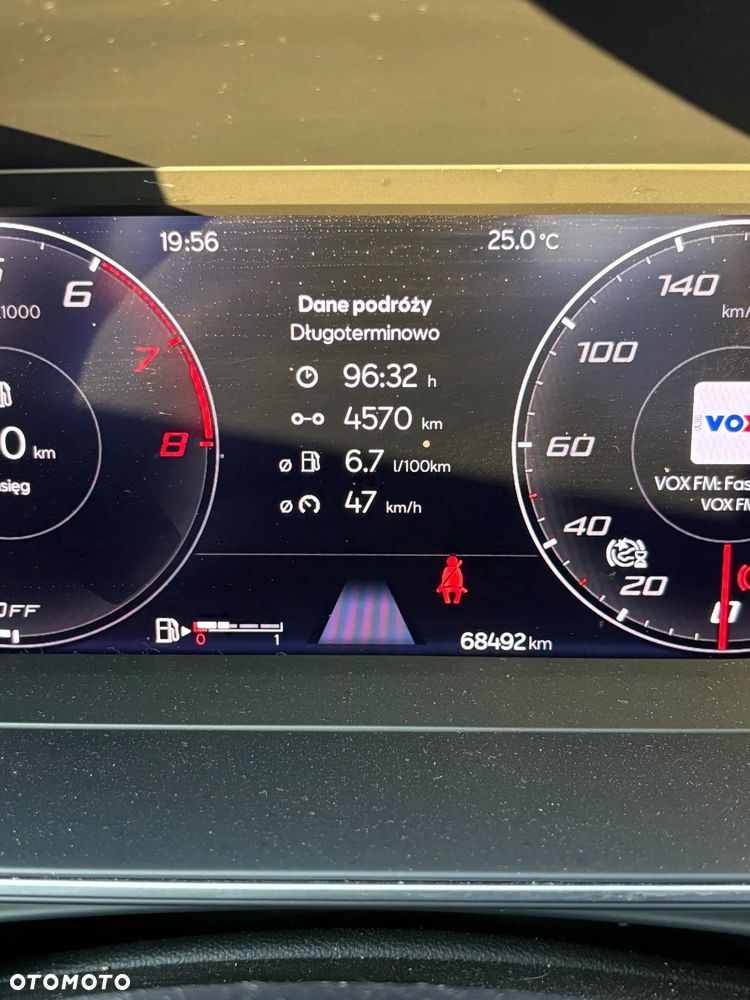 19:56
25.0 °C
Dane podróży
Długoterminowo
96:32 h
4570 km
ø 6.7 l/100km
ø 47 km/h
6
7
8
km
140
100
60
40
20
km/
VOX
VOX FM: Fas
VOX FM
OFF
0 1
68492 km
OTOMOTO